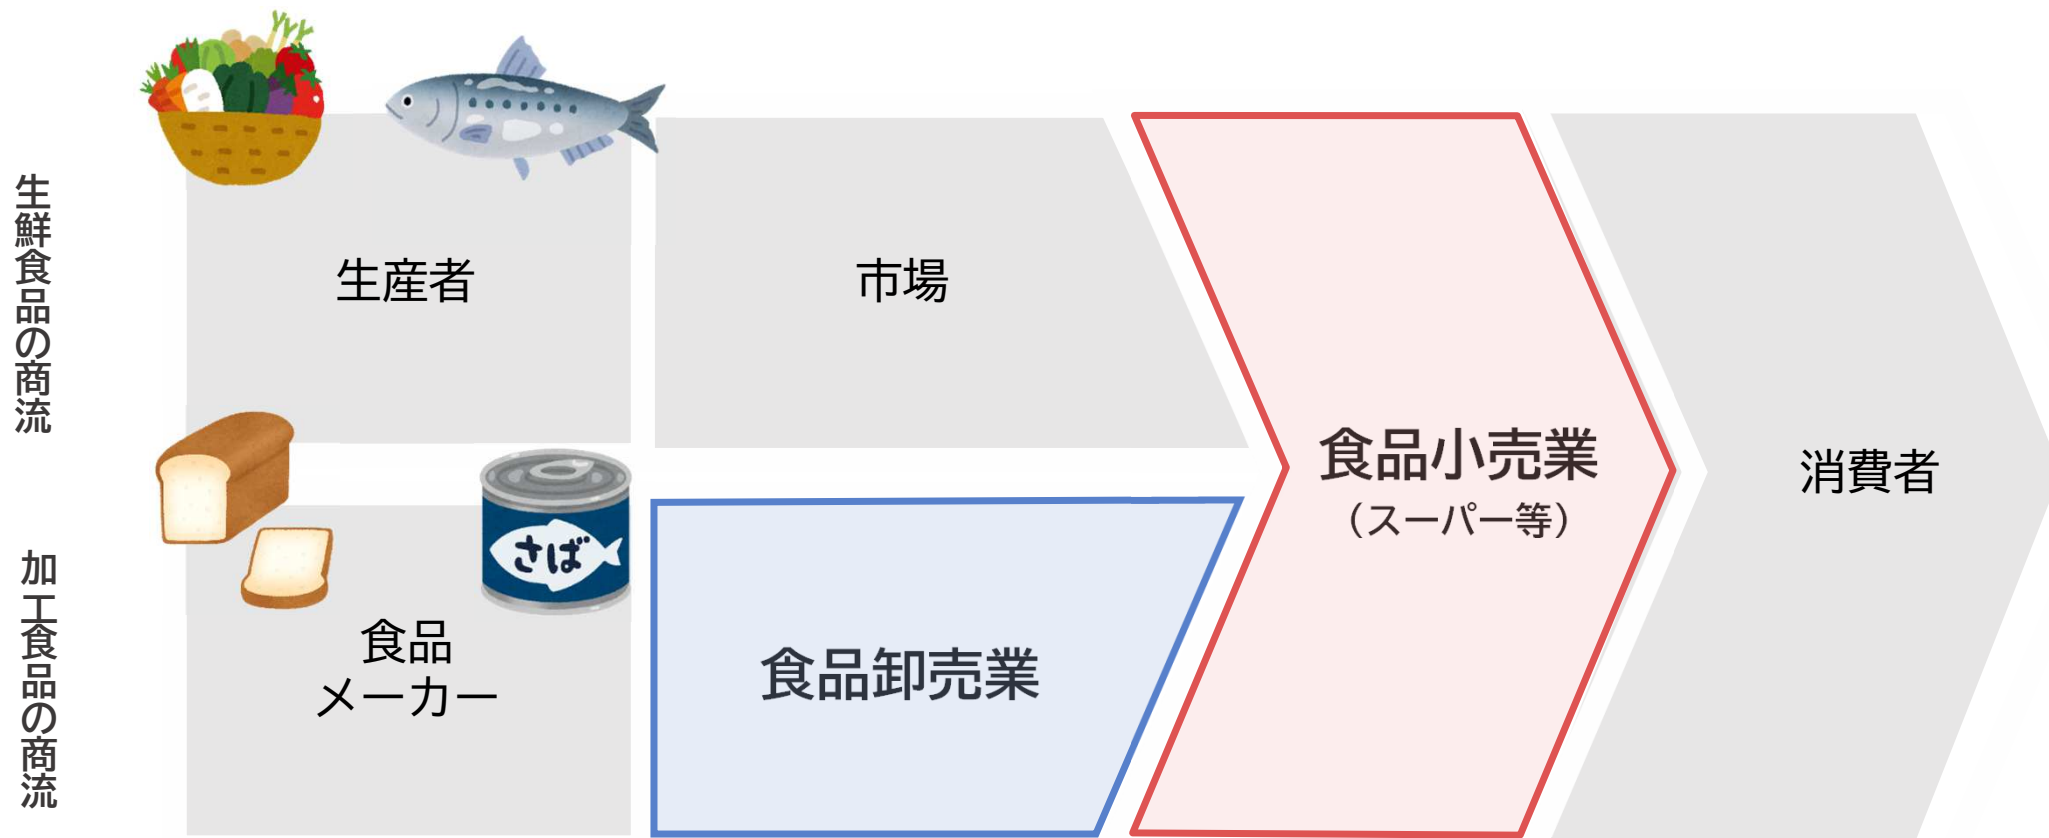 生鮮食品の商流
生産者
市場
食品小売業
（スーパー等）
消費者
加工食品の商流
さば
食品
メーカー
食品卸売業